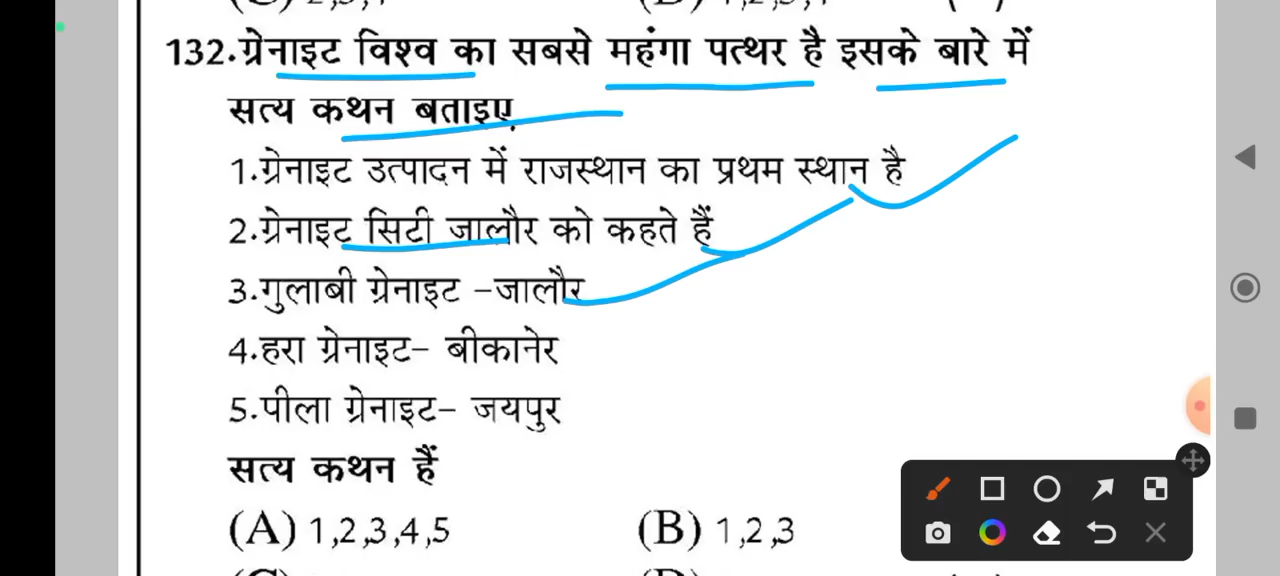 132.ग्रेनाइट विश्व का सबसे महंगा पत्थर है इसके बारे में
सत्य कथन बताइए
1.ग्रेनाइट उत्पादन में राजस्थान का प्रथम स्थान है
2.ग्रेनाइट सिटी जालौर को कहते हैं
3.गुलाबी ग्रेनाइट -जालौर
4.हरा ग्रेनाइट- बीकानेर
5.पीला ग्रेनाइट- जयपुर
सत्य कथन हैं
(A) 1,2,3,4,5 (B) 1,2,3